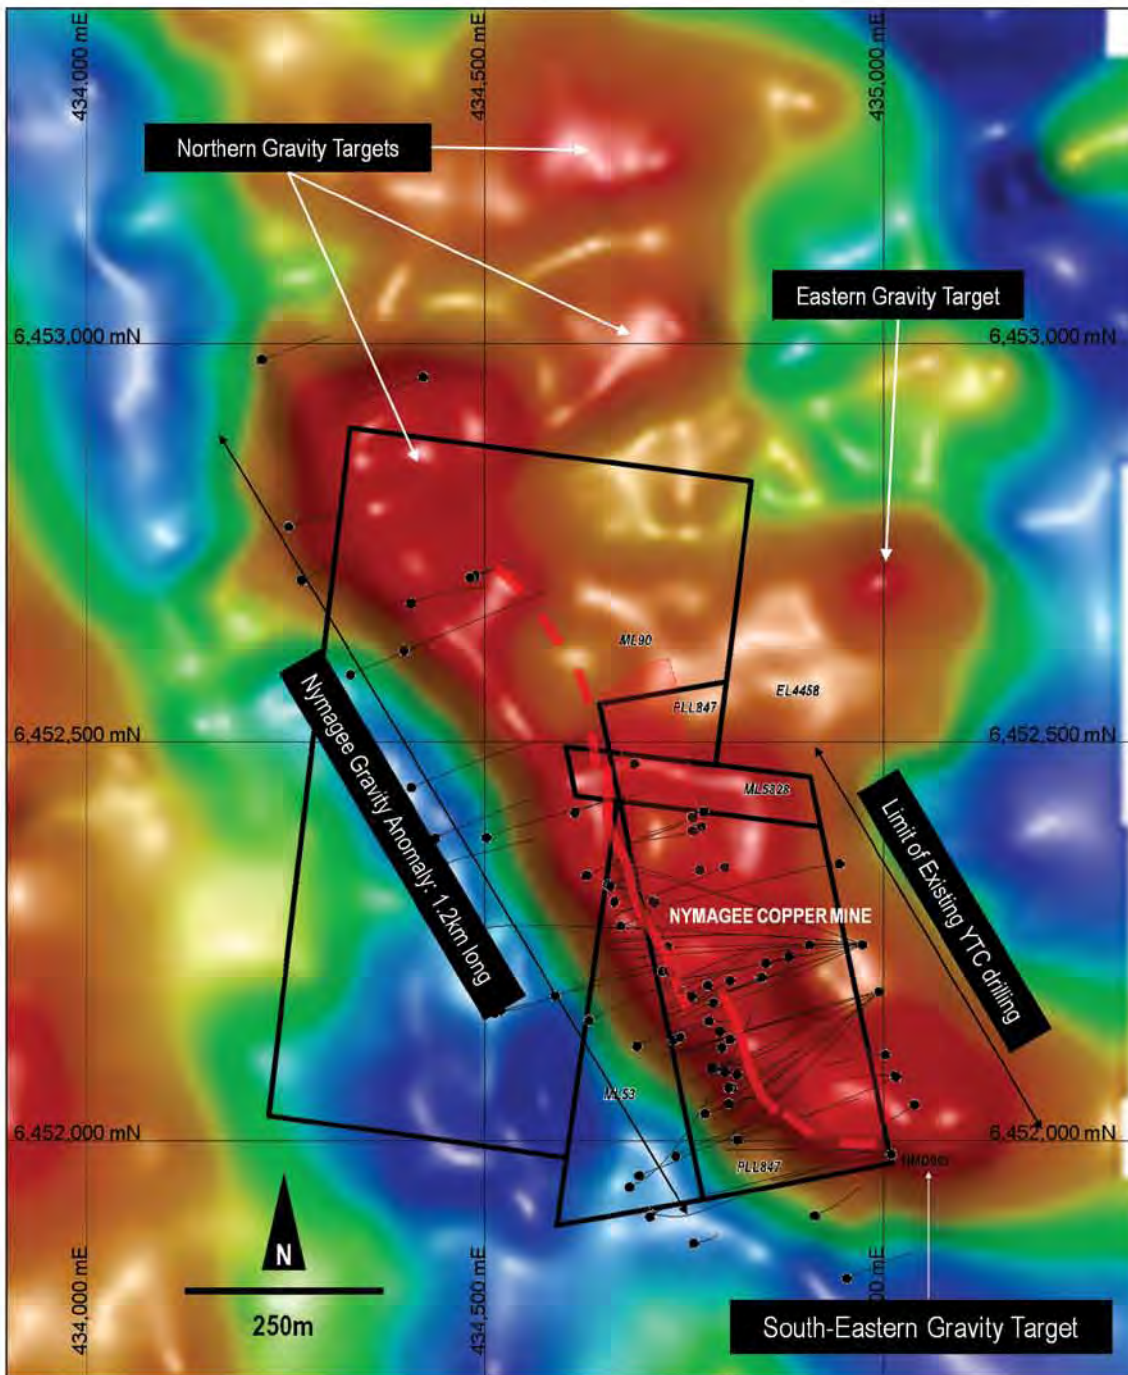 434,000 mE
434,500 mE
435,000 mE
Northern Gravity Targets
Eastern Gravity Target
6,453,000 mN
6,453,000 mN
ML90
EL4458
PLL847
6,452,500 mN
6,452,500 mN
ML5828
Nymagee Gravity Anomaly: 1.2km long
Limit of Existing YTC drilling
NYMAGEE COPPER MINE
ML53
6,452,000 mN
6,452,000 mN
PLL847
N
250m
434,000 mE
434,500 mE
mE
South-Eastern Gravity Target